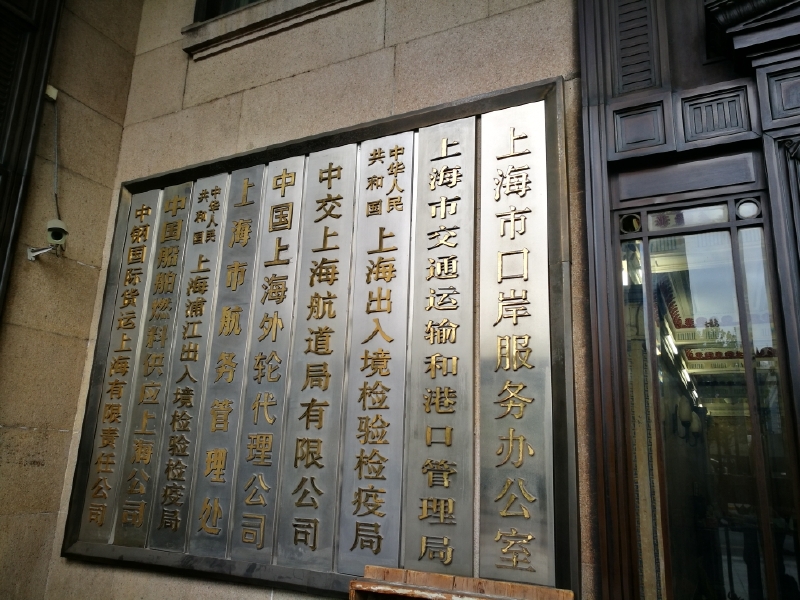 上海市口岸服务办公室
上海市交通运输和港口管理局
中华人民
共和国
上海出入境检验检疫局
中交上海航道局有限公司
中国上海外轮代理公司
上海市航务管理处
中华人民
共和国
上海浦江出入境检验检疫局
中国船舶燃料供应上海公司
中钢国际货运上海有限责任公司